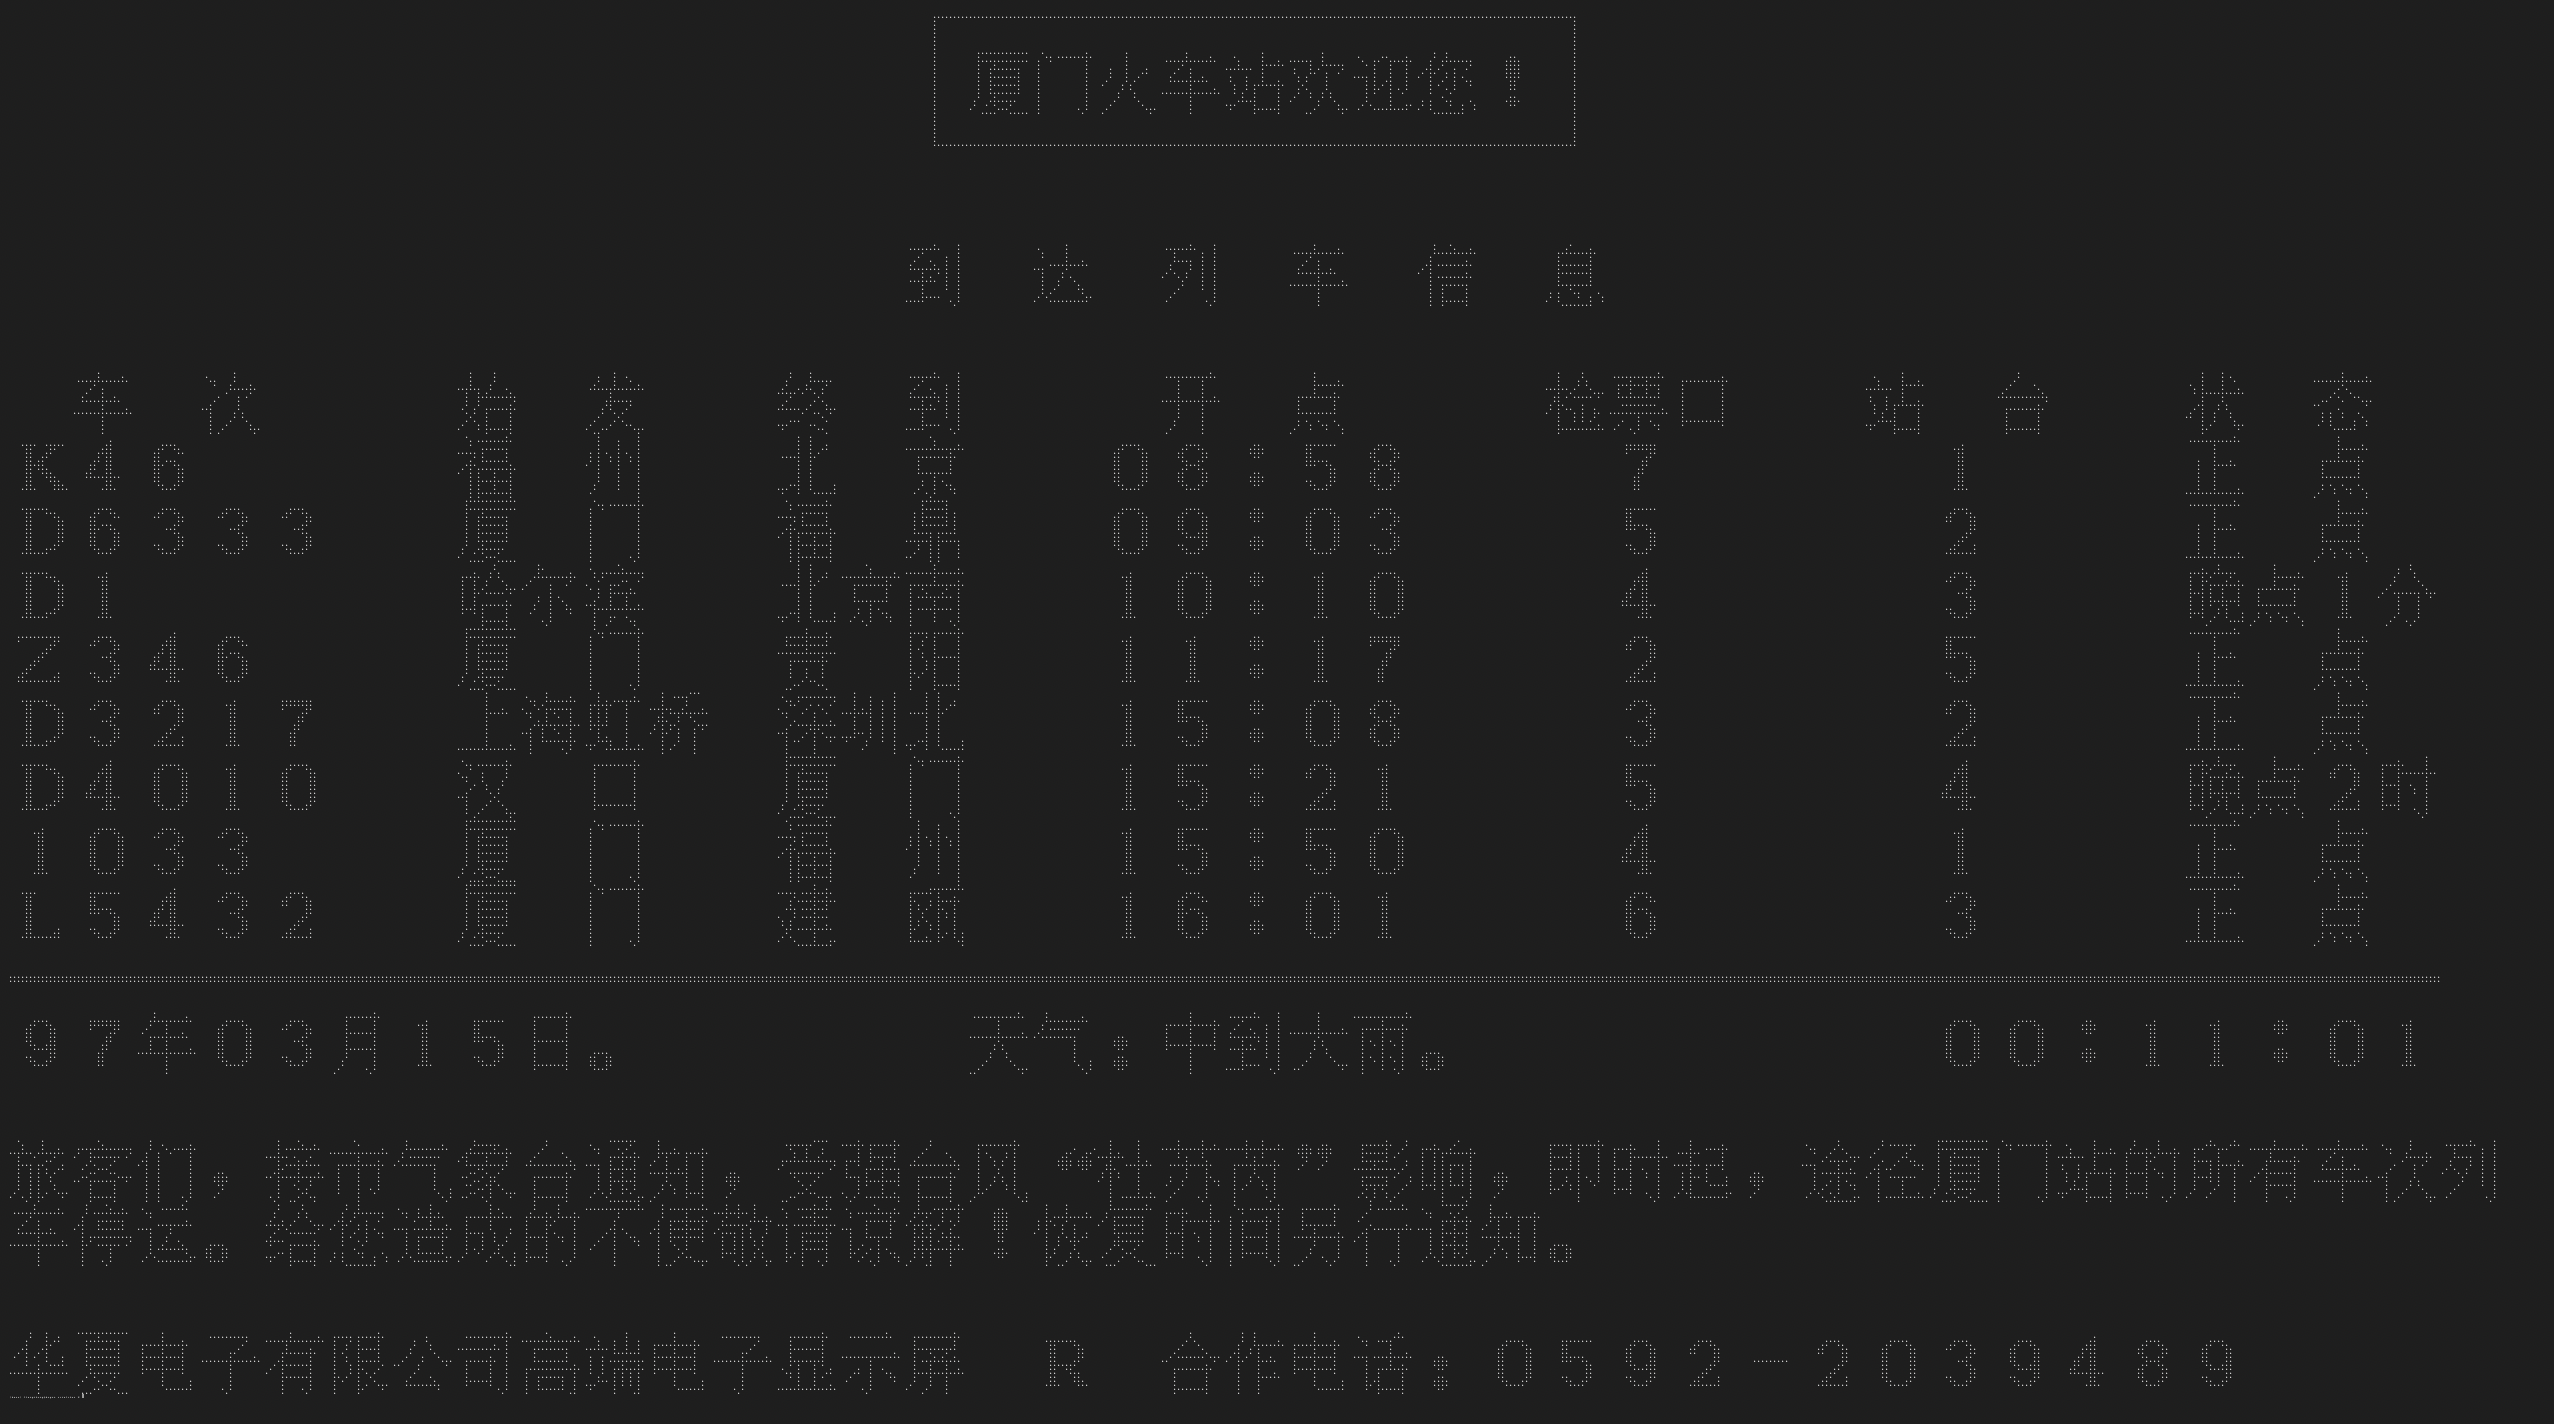 厦门火车站欢迎您！
到 达 列 车 信 息
车 次 始 发 终 到 开 点 检票口 站 台 状 态
K46 福 州 北 京 08:58 7 1 正 点
D6333 厦 门 福 鼎 09:03 5 2 正 点
D1 哈尔滨 北京南 10:10 4 3 晚点1分
Z346 厦 门 贵 阳 11:17 2 5 正 点
D3217 上海虹桥 深圳北 15:08 3 2 正 点
D4010 汉 口 厦 门 15:21 5 4 晚点2时
1033 厦 门 福 州 15:50 4 1 正 点
L5432 厦 门 建 瓯 16:01 6 3 正 点
97年03月15日。 天气：中到大雨。 00:11:01
旅客们，接市气象台通知，受强台风“杜苏芮”影响，即时起，途径厦门站的所有车次列
车停运。给您造成的不便敬请谅解！恢复时间另行通知。
华夏电子有限公司高端电子显示屏 R 合作电话：0592-2039489